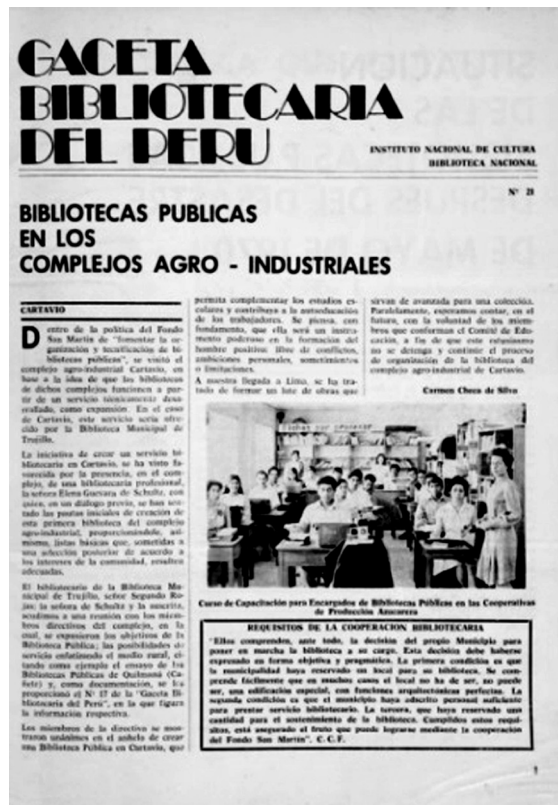 GACETA
BIBLIOTECARIA
DEL PERU
INSTITUTO NACIONAL DE CULTURA
BIBLIOTECA NACIONAL
N° 28
BIBLIOTECAS PUBLICAS
EN LOS
COMPLEJOS AGRO - INDUSTRIALES
CARTAVIO
Dentro de la política del Fondo
San Martín de "fomentar la or-
ganización y tecnificación de bi-
bliotecas públicas", se visitó el
complejo agro-industrial Cartavio, en
base a la idea de que las bibliotecas
de dichos complejos funcionen a par-
tir de un servicio técnicamente desa-
rrollado, como expansión. En el caso
de Cartavio, este servicio sería ofre-
cido por la Biblioteca Municipal de
Trujillo.
La iniciativa de crear un servicio bi-
bliotecario en Cartavio, se ha visto fa-
vorecida por la presencia, en el com-
plejo, de una bibliotecaria profesional,
la señora Elena Guevara de Schultz, con
quien, en un diálogo previo, se han sen-
tado las pautas iniciales de creación de
esta primera biblioteca del complejo
agro-industrial, proporcionándole, asi-
mismo, listas básicas que, sometidas a
una selección posterior de acuerdo a
los intereses de la comunidad, resulten
adecuadas.
El bibliotecario de la Biblioteca Mu-
nicipal de Trujillo, señor Segundo Ro-
jas; la señora de Schultz y la suscrita,
acudimos a una reunión con los miem-
bros directivos del complejo, en la
cual, se expusieron los objetivos de la
Biblioteca Pública; las posibilidades de
servicio enfatizando el medio rural, ci-
tando como ejemplo el ensayo de las
Bibliotecas Públicas de Quilmaná (Ca-
ñete) y, como documentación, se les
proporcionó el N° 17 de la "Gaceta Bi-
bliotecaria del Perú", en la que figura
la información respectiva.
Los miembros de la directiva se mos-
traron unánimes en el anhelo de crear
una Biblioteca Pública en Cartavio, que
permita complementar los estudios es-
colares y contribuya a la autoeducación
de los trabajadores. Se piensa, con
fundamento, que ella será un instru-
mento poderoso en la formación del
hombre positivo: libre de conflictos,
ambiciones personales, sometimientos
o limitaciones.
A nuestra llegada a Lima, se ha tra-
tado de formar un lote de obras que
sirvan de avanzada para una colección.
Paralelamente, esperamos contar, en el
futuro, con la voluntad de los miem-
bros que conforman el Comité de Edu-
cación, a fin de que este entusiasmo
no se detenga y continúe el proceso
de organización de la biblioteca del
complejo agro-industrial de Cartavio.
Carmen Checa de Silva
Curso de Capacitación para Encargados de Bibliotecas Públicas en las Cooperativas
de Producción Azucarera
REQUISITOS DE LA COOPERACION BIBLIOTECARIA
"Ellos comprenden, ante todo, la decisión del propio Municipio para
poner en marcha la biblioteca a su cargo. Esta decisión debe haberse
expresado en forma objetiva y pragmática. La primera condición es que
la municipalidad haya reservado un local para su biblioteca. Se com-
prende fácilmente que en muchos casos el local no ha de ser, no puede
ser, una edificación especial, con funciones arquitectónicas perfectas. La
segunda condición es que el municipio haya adscrito personal suficiente
para prestar servicio bibliotecario. La tercera, que haya reservado una
cantidad para el sostenimiento de la biblioteca. Cumplidos estos requi-
sitos, está asegurado el fruto que puede lograrse mediante la cooperación
del Fondo San Martín". C. C. F.
1